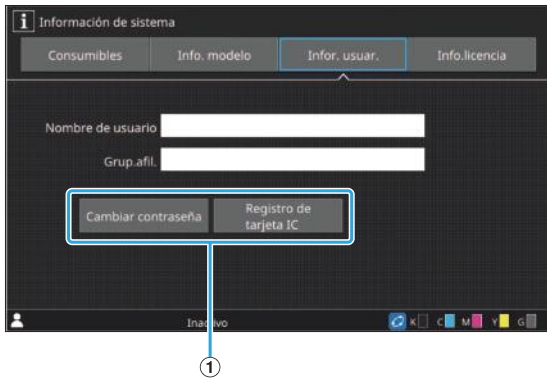 i Información de sistema
Consumibles Info. modelo Infor. usuar. Info.licencia
Nombre de usuario
Grup.afil.
Cambiar contraseña Registro de
tarjeta IC
Inactivo K C M Y G
1